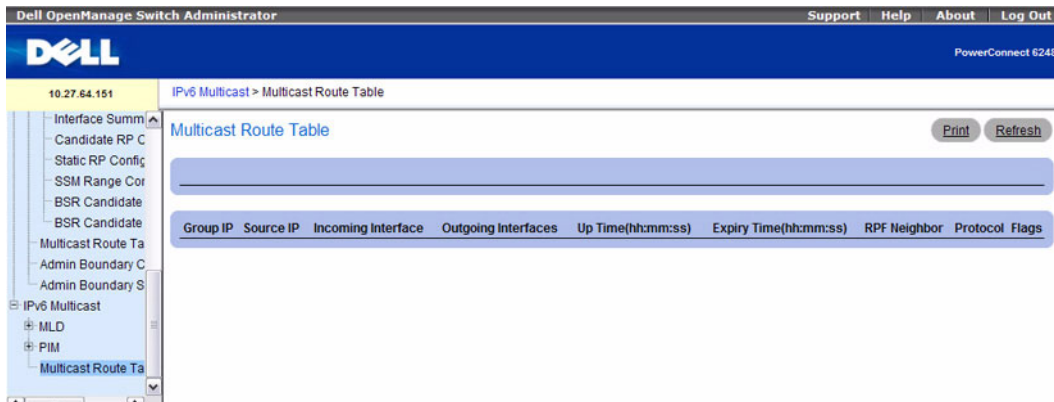 Dell OpenManage Switch Administrator
Support Help About Log Out
DELL
PowerConnect 6248
10.27.64.151
IPv6 Multicast > Multicast Route Table
Interface Summ
Candidate RP C
Static RP Config
SSM Range Con
BSR Candidate
BSR Candidate
Multicast Route Ta
Admin Boundary C
Admin Boundary S
IPv6 Multicast
MLD
PIM
Multicast Route Ta
Multicast Route Table
Print Refresh
Group IP Source IP Incoming Interface Outgoing Interfaces Up Time(hh:mm:ss) Expiry Time(hh:mm:ss) RPF Neighbor Protocol Flags